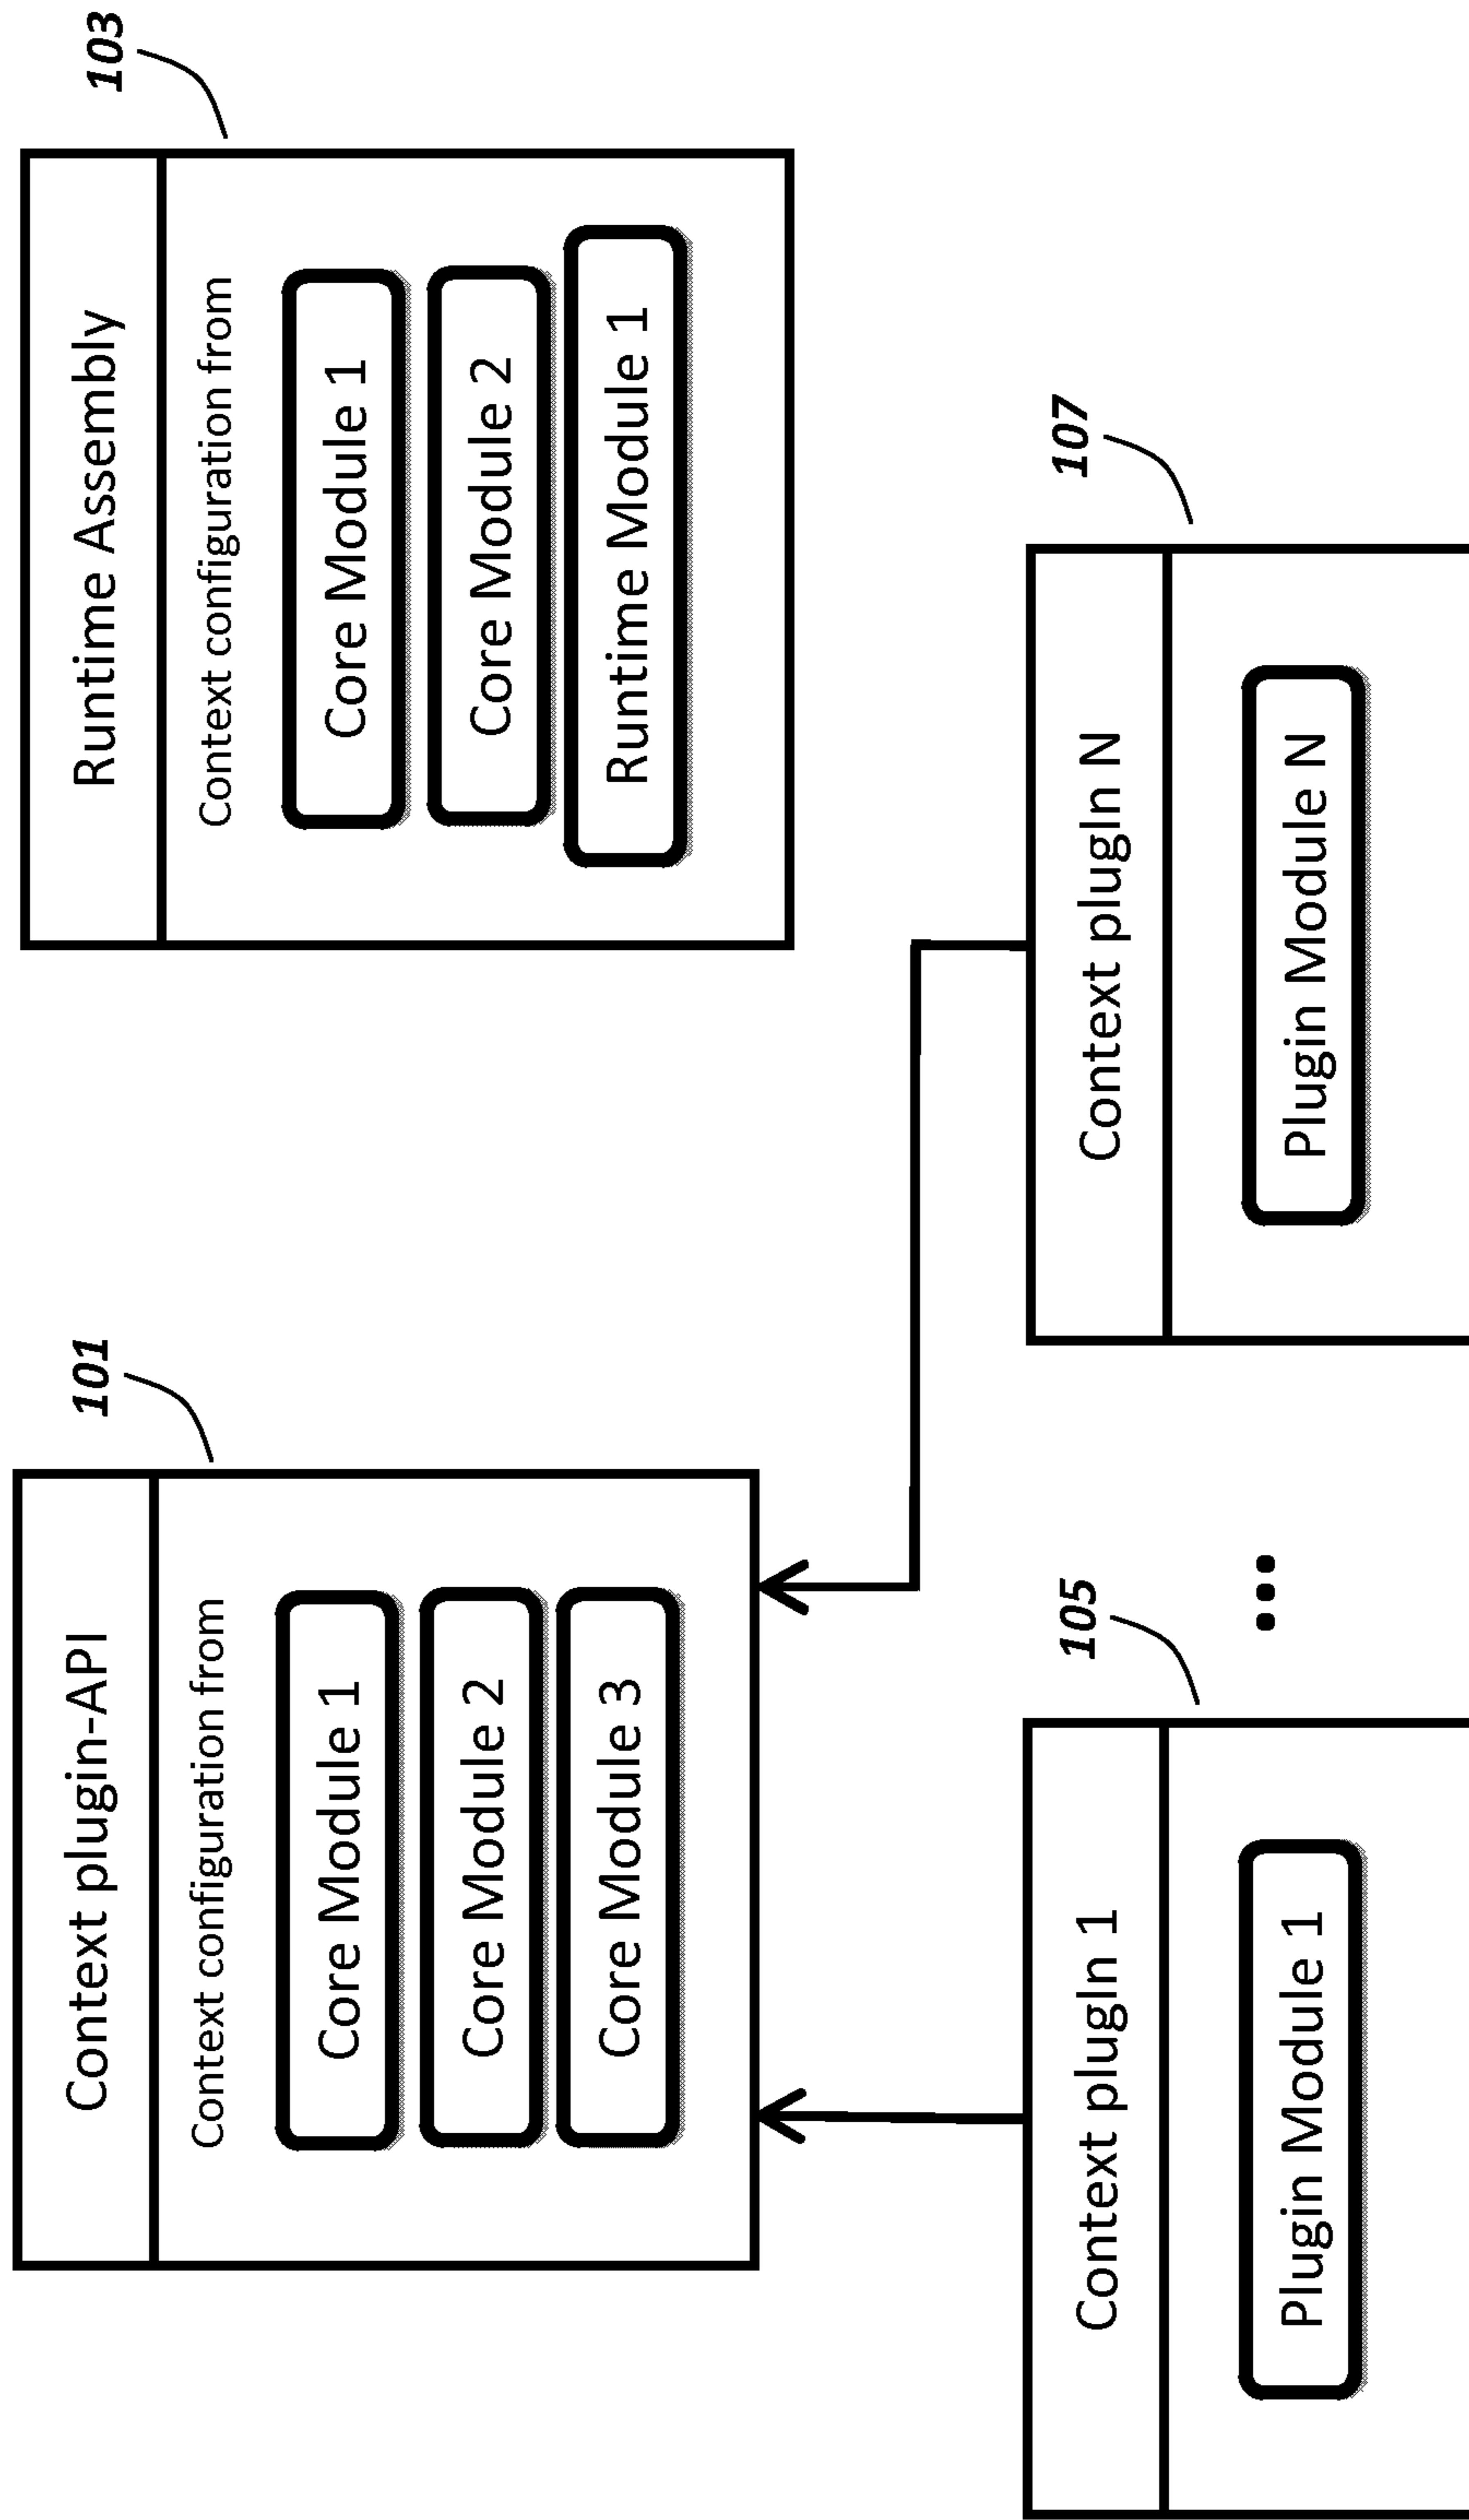 101
Context plugin-API
Context configuration from
Core Module 1
Core Module 2
Core Module 3
103
Runtime Assembly
Context configuration from
Core Module 1
Core Module 2
Runtime Module 1
105
Context plugIn 1
Plugin Module 1
...
107
Context plugIn N
Plugin Module N